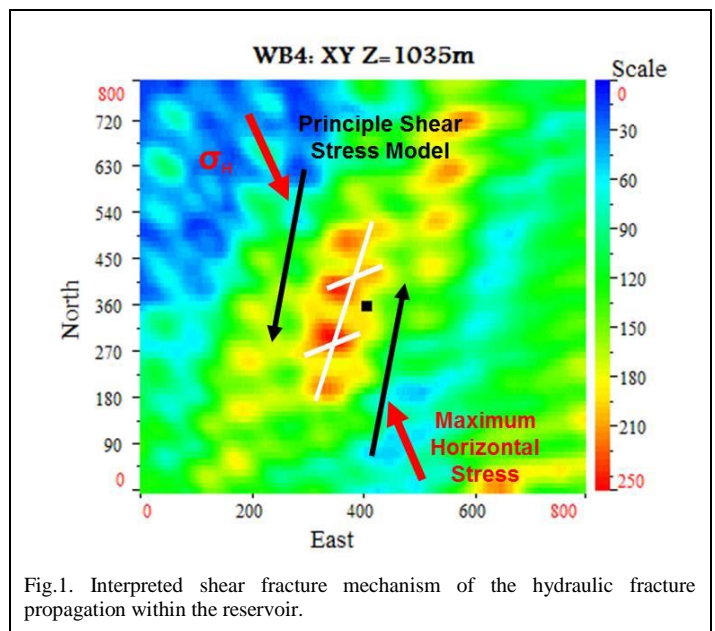 WB4: XY Z=1035m
Scale
800
720
630
540
450
360
270
180
90
0
North
0
200
400
600
800
East
0
30
60
90
120
150
180
210
250
Principle Shear
Stress Model
σH
Maximum
Horizontal
Stress
Fig.1. Interpreted shear fracture mechanism of the hydraulic fracture
propagation within the reservoir.